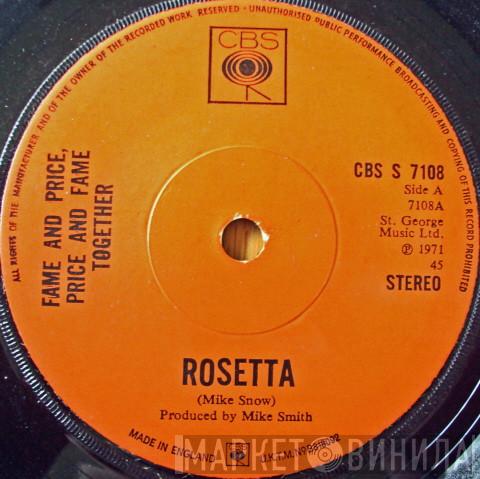 ALL RIGHTS OF THE MANUFACTURER AND OF THE OWNER OF THE RECORDED WORK RESERVED · UNAUTHORISED PUBLIC PERFORMANCE BROADCASTING AND COPYING OF THIS RECORD PROHIBITED
CBS
FAME AND PRICE,
PRICE AND FAME
TOGETHER
CBS S 7108
Side A
7108A
St. George
Music Ltd.
℗ 1971
45
STEREO
ROSETTA
(Mike Snow)
Produced by Mike Smith
MADE IN ENGLAND CBS U.K.T.M.
МАРКЕТ ВИНИЛА